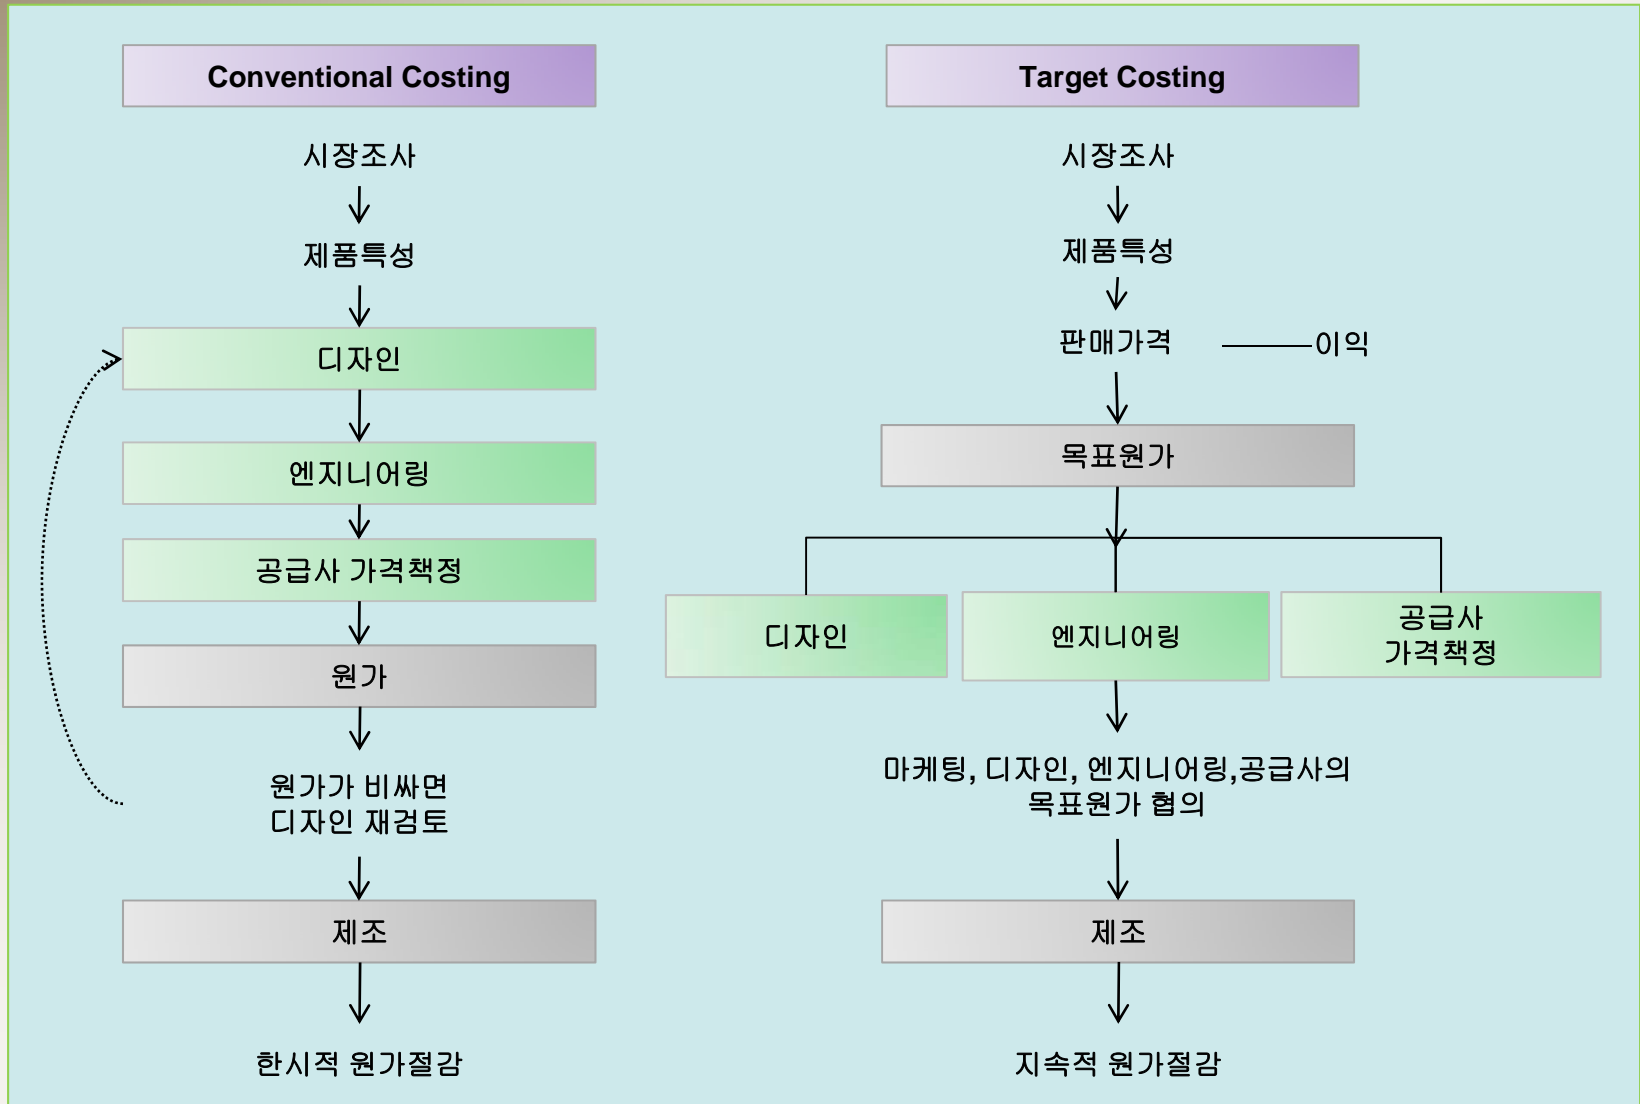 Conventional Costing
시장조사
제품특성
디자인
엔지니어링
공급사 가격책정
원가
원가가 비싸면
디자인 재검토
제조
한시적 원가절감
Target Costing
시장조사
제품특성
판매가격
이익
목표원가
디자인
엔지니어링
공급사
가격책정
마케팅, 디자인, 엔지니어링,공급사의
목표원가 협의
제조
지속적 원가절감